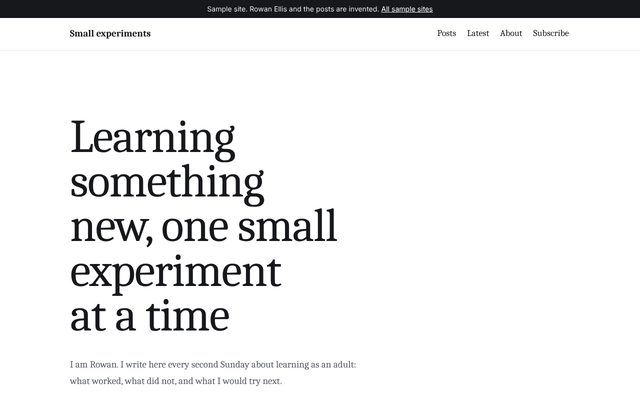 Sample site. Rowan Ellis and the posts are invented. All sample sites
Small experiments
Posts Latest About Subscribe
Learning
something
new, one small
experiment
at a time
I am Rowan. I write here every second Sunday about learning as an adult:
what worked, what did not, and what I would try next.